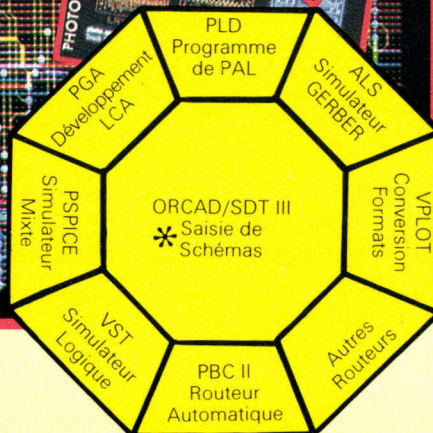 PHOTO
PLD
Programme
de PAL
ALS
Simulateur
GERBER
VPLOT
Conversion
Formats
Autres
Routeurs
PBC II
Routeur
Automatique
VST
Simulateur
Logique
PSPICE
Simulateur
Mixte
PGA
Développement
LCA
ORCAD/SDT III
* Saisie de
Schémas